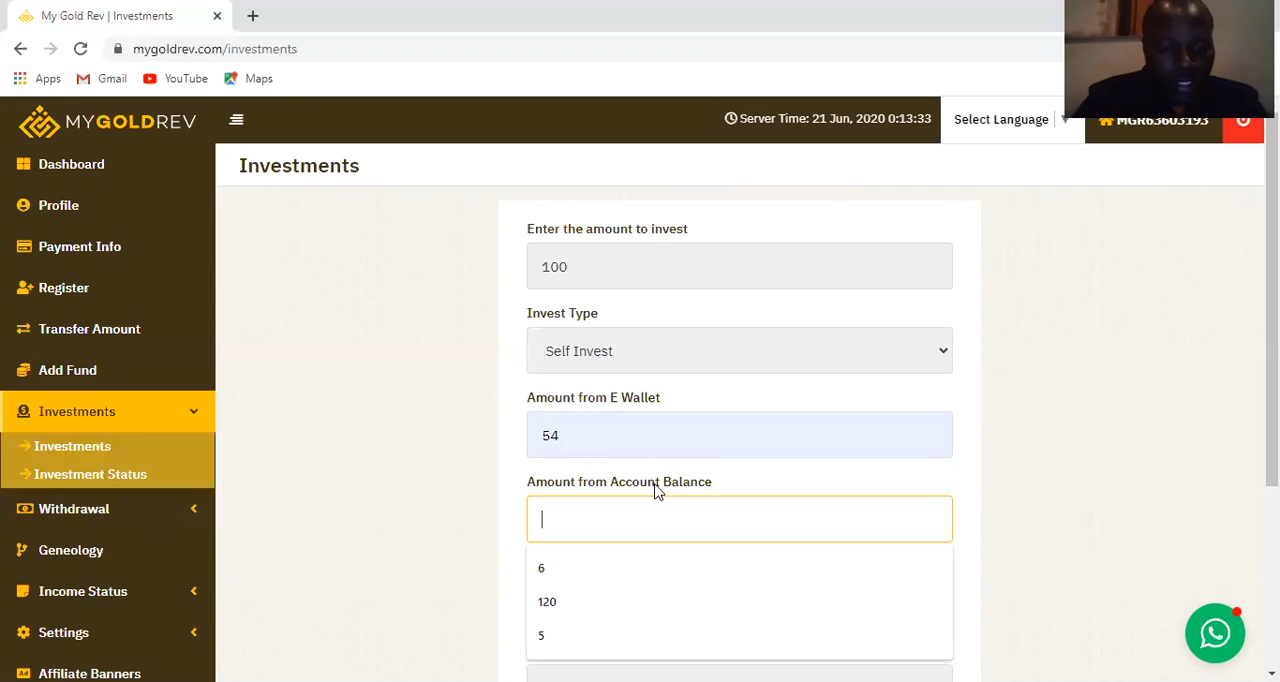 My Gold Rev | Investments
mygoldrev.com/investments
Apps Gmail YouTube Maps
MYGOLDREV
Server Time: 21 Jun, 2020 0:13:33
Select Language
MGR63603193
Dashboard
Profile
Payment Info
Register
Transfer Amount
Add Fund
Investments
Investments
Investment Status
Withdrawal
Geneology
Income Status
Settings
Affiliate Banners
Investments
Enter the amount to invest
100
Invest Type
Self Invest
Amount from E Wallet
54
Amount from Account Balance
6
120
5